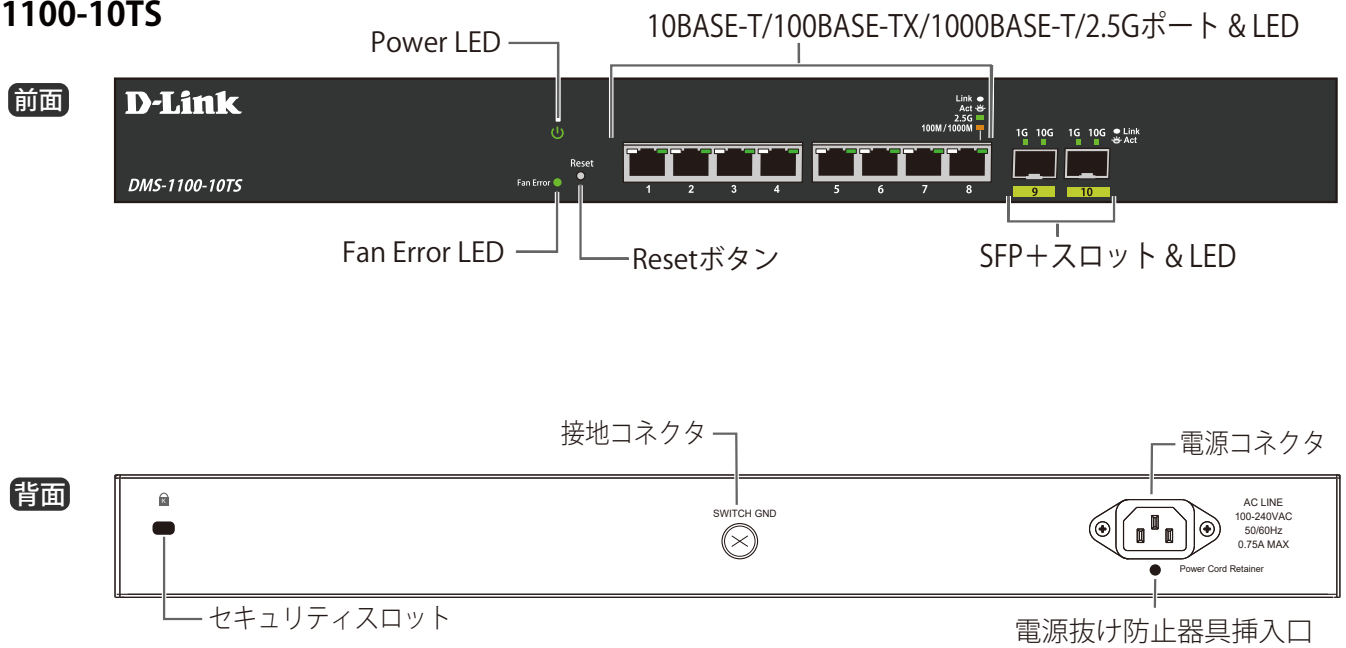 1100-10TS
Power LED
10BASE-T/100BASE-TX/1000BASE-T/2.5Gポート & LED
前面
D-Link
Link
Act
2.5G
100M/1000M
1G 10G 1G 10G Link
Act
Reset
DMS-1100-10TS
Fan Error
1 2 3 4 5 6 7 8 9 10
Fan Error LED
Resetボタン
SFP+スロット & LED
接地コネクタ
電源コネクタ
背面
K
SWITCH GND
AC LINE
100-240VAC
50/60Hz
0.75A MAX
Power Cord Retainer
セキュリティスロット
電源抜け防止器具挿入口